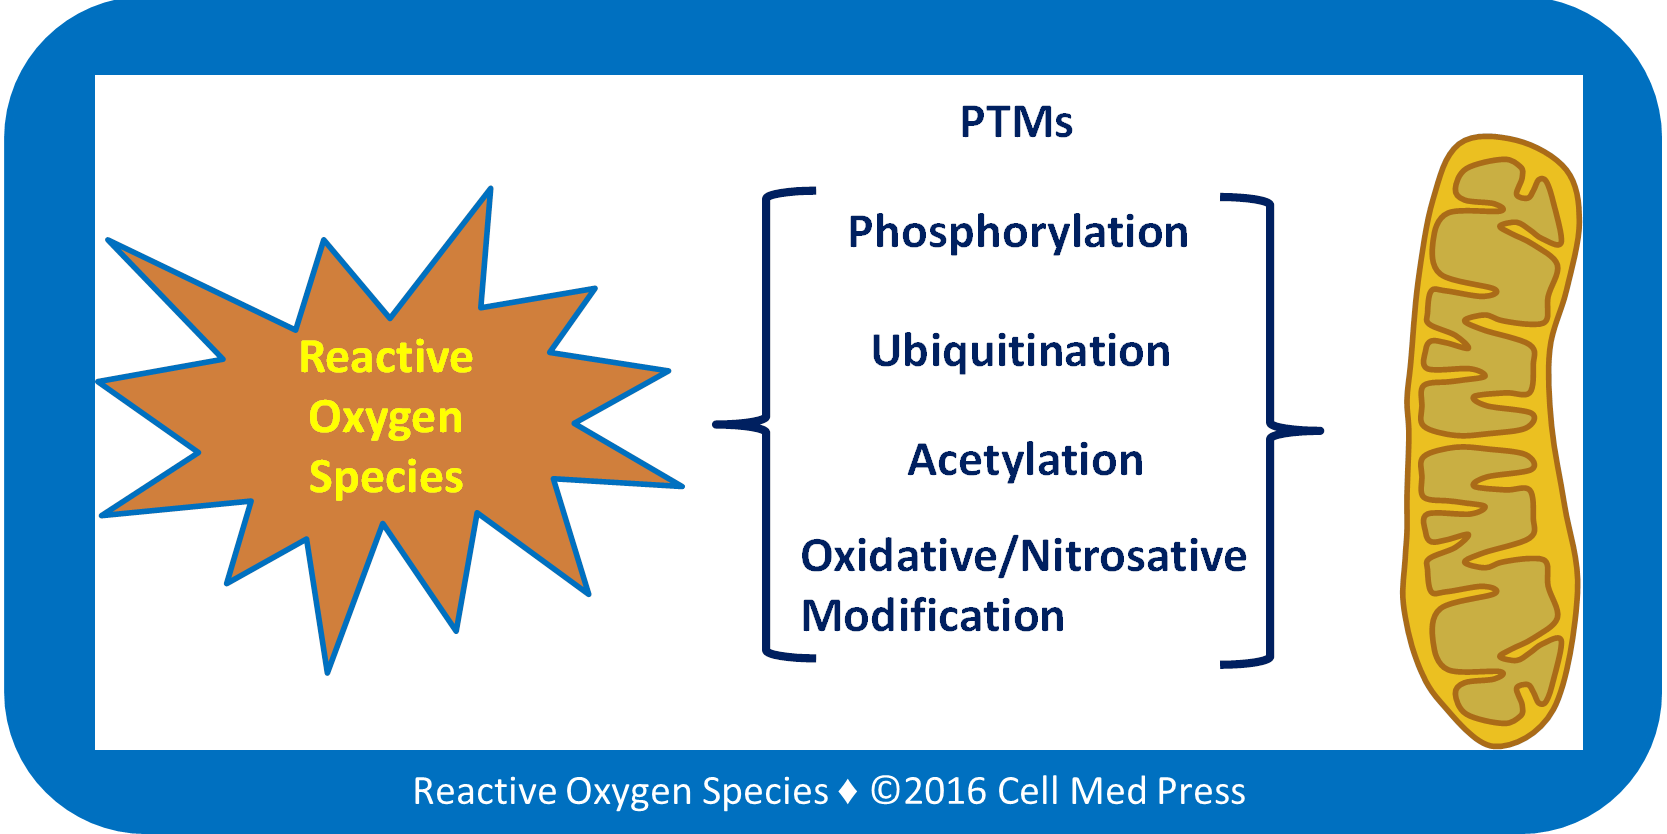 PTMs
Phosphorylation
Reactive
Oxygen
Species
Ubiquitination
Acetylation
Oxidative/Nitrosative
Modification
Reactive Oxygen Species ♦ ©2016 Cell Med Press